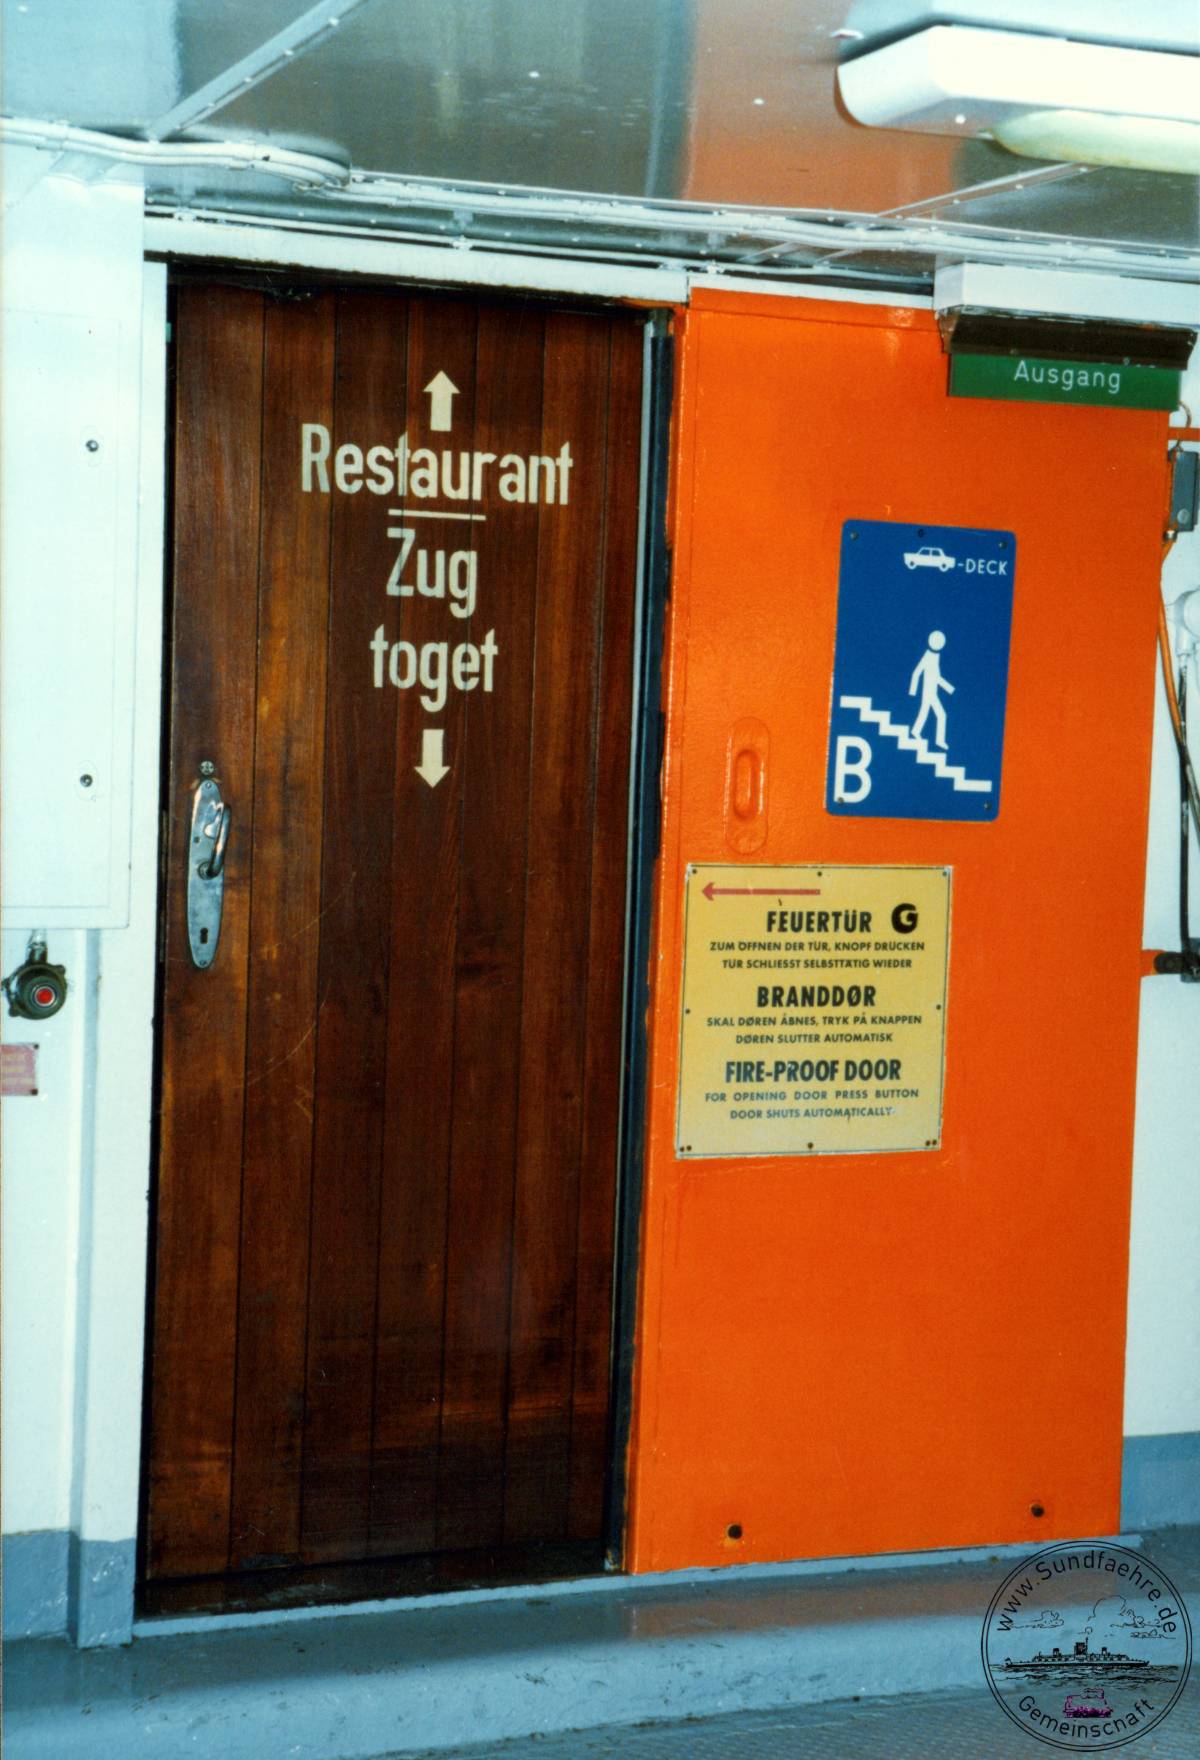 Restaurant
Zug
toget
Ausgang
-DECK
B
FEUERTÜR G
ZUM ÖFFNEN DER TÜR, KNOPF DRÜCKEN
TÜR SCHLIESST SELBSTTÄTIG WIEDER
BRANDDØR
SKAL DØREN ÅBNES, TRYK PÅ KNAPPEN
DØREN SLUTTER AUTOMATISK
FIRE-PROOF DOOR
FOR OPENING DOOR PRESS BUTTON
DOOR SHUTS AUTOMATICALLY
www.Sundfaehre.de
Gemeinschaft